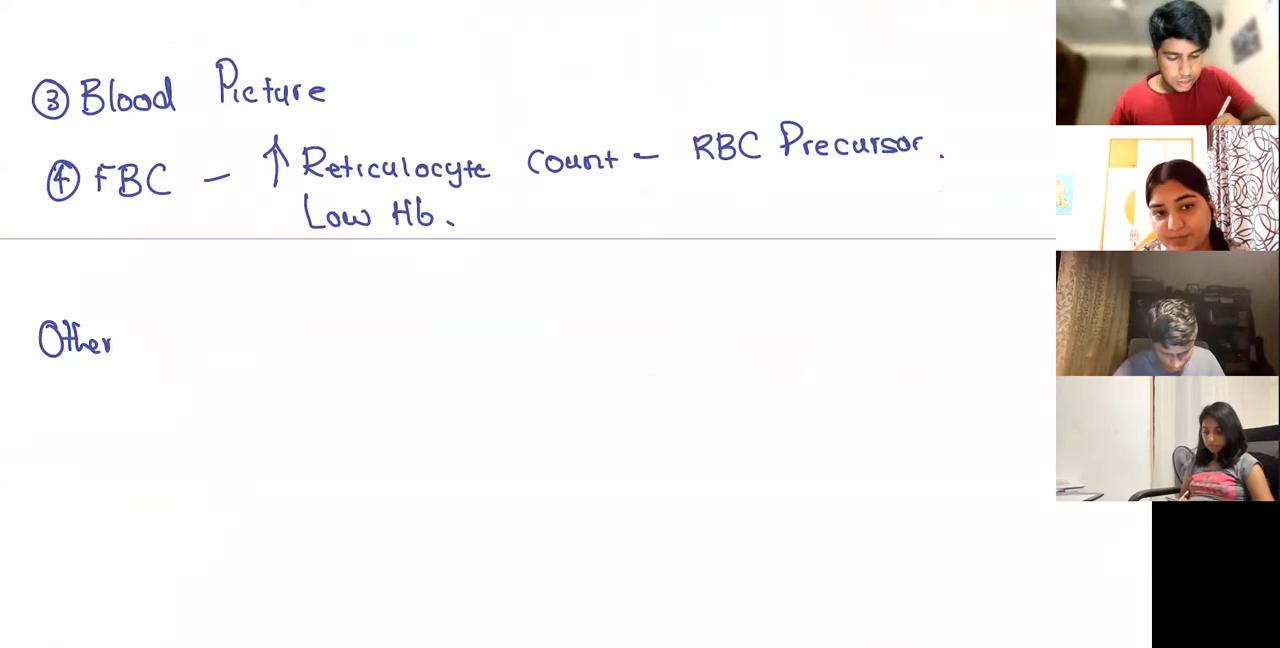 ③ Blood Picture
④ FBC - ↑ Reticulocyte Count - RBC Precursor.
Low Hb.
Other